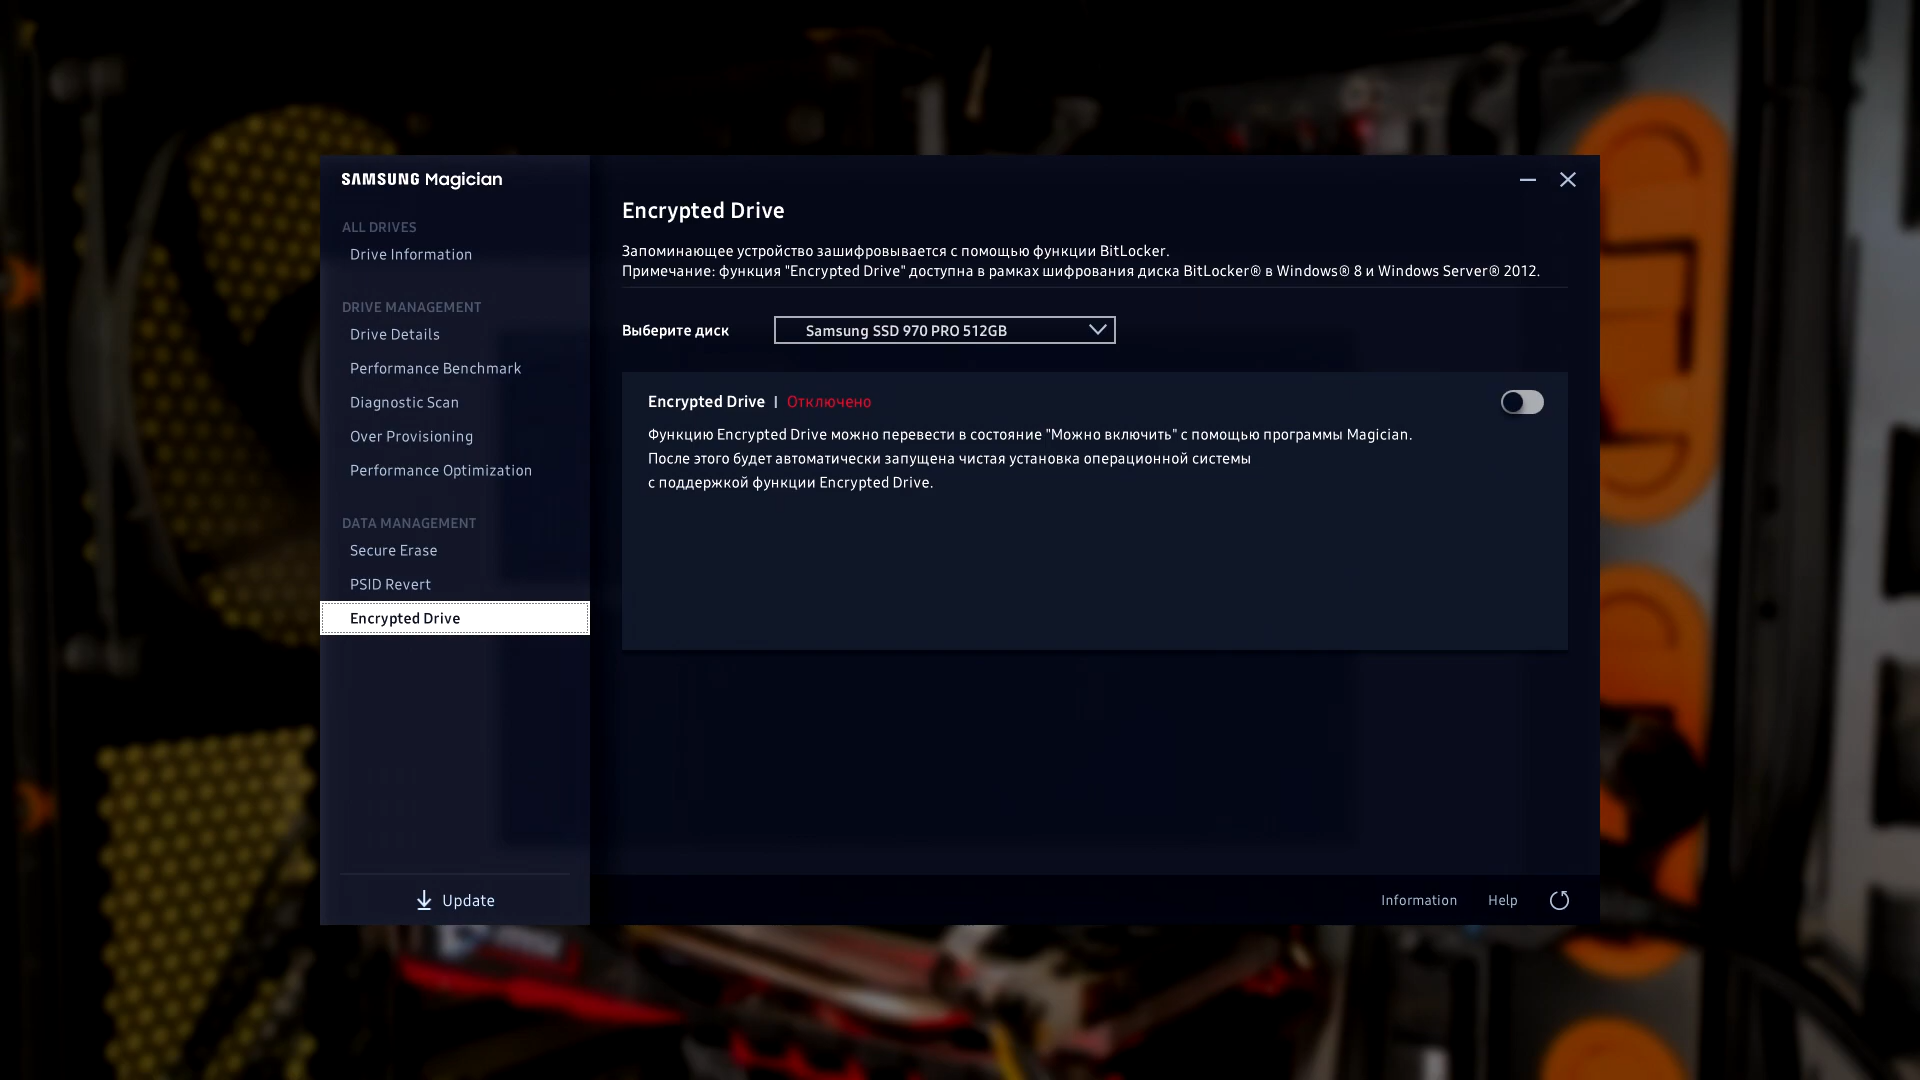 SAMSUNG Magician
ALL DRIVES
Drive Information
DRIVE MANAGEMENT
Drive Details
Performance Benchmark
Diagnostic Scan
Over Provisioning
Performance Optimization
DATA MANAGEMENT
Secure Erase
PSID Revert
Encrypted Drive
Update
Encrypted Drive
Запоминающее устройство зашифровывается с помощью функции BitLocker.
Примечание: функция "Encrypted Drive" доступна в рамках шифрования диска BitLocker® в Windows® 8 и Windows Server® 2012.
Выберите диск
Samsung SSD 970 PRO 512GB
Encrypted Drive | Отключено
Функцию Encrypted Drive можно перевести в состояние "Можно включить" с помощью программы Magician.
После этого будет автоматически запущена чистая установка операционной системы
с поддержкой функции Encrypted Drive.
Information
Help